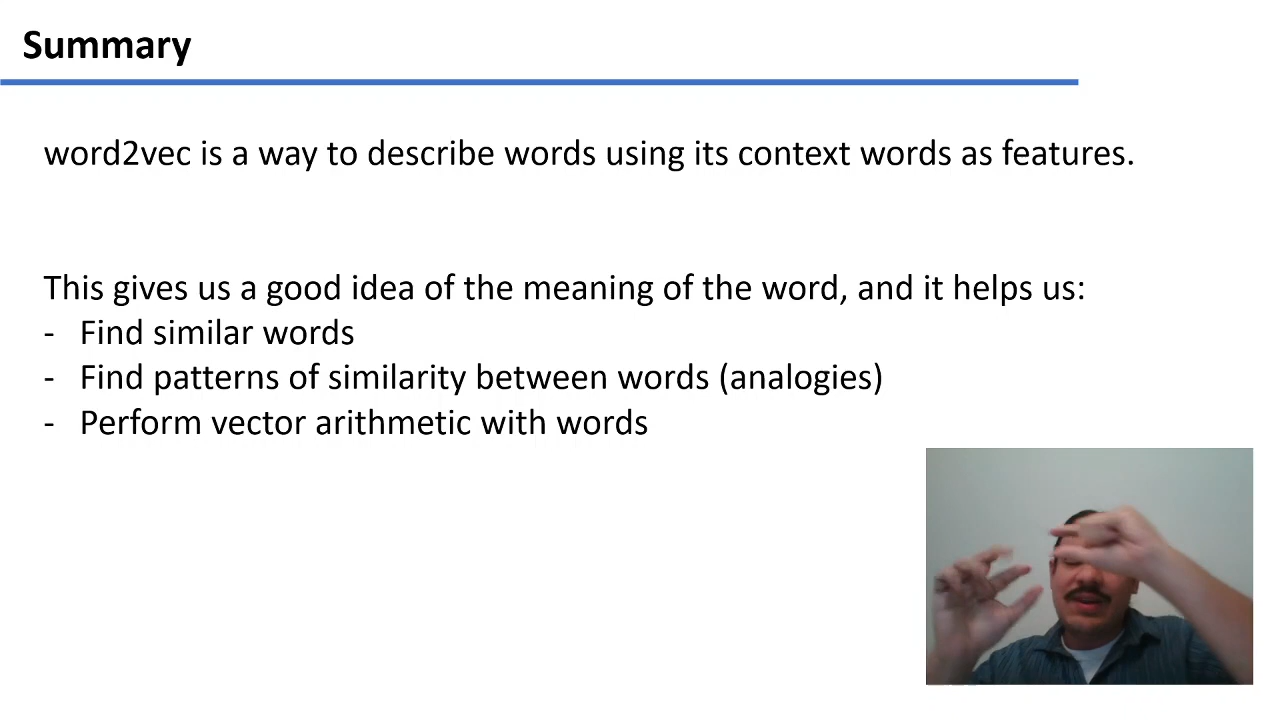 Summary
word2vec is a way to describe words using its context words as features.
This gives us a good idea of the meaning of the word, and it helps us:
- Find similar words
- Find patterns of similarity between words (analogies)
- Perform vector arithmetic with words